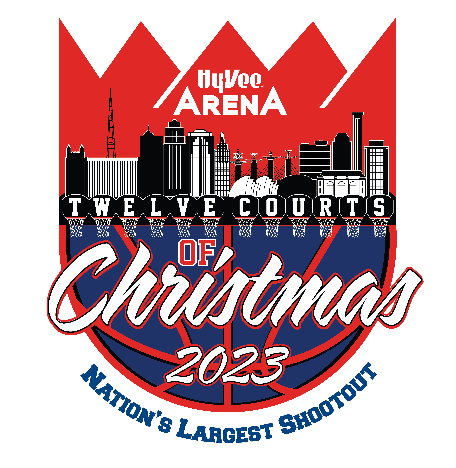 HyVee
ARENA
TWELVE COURTS
OF
Christmas
2023
NATION'S LARGEST SHOOTOUT